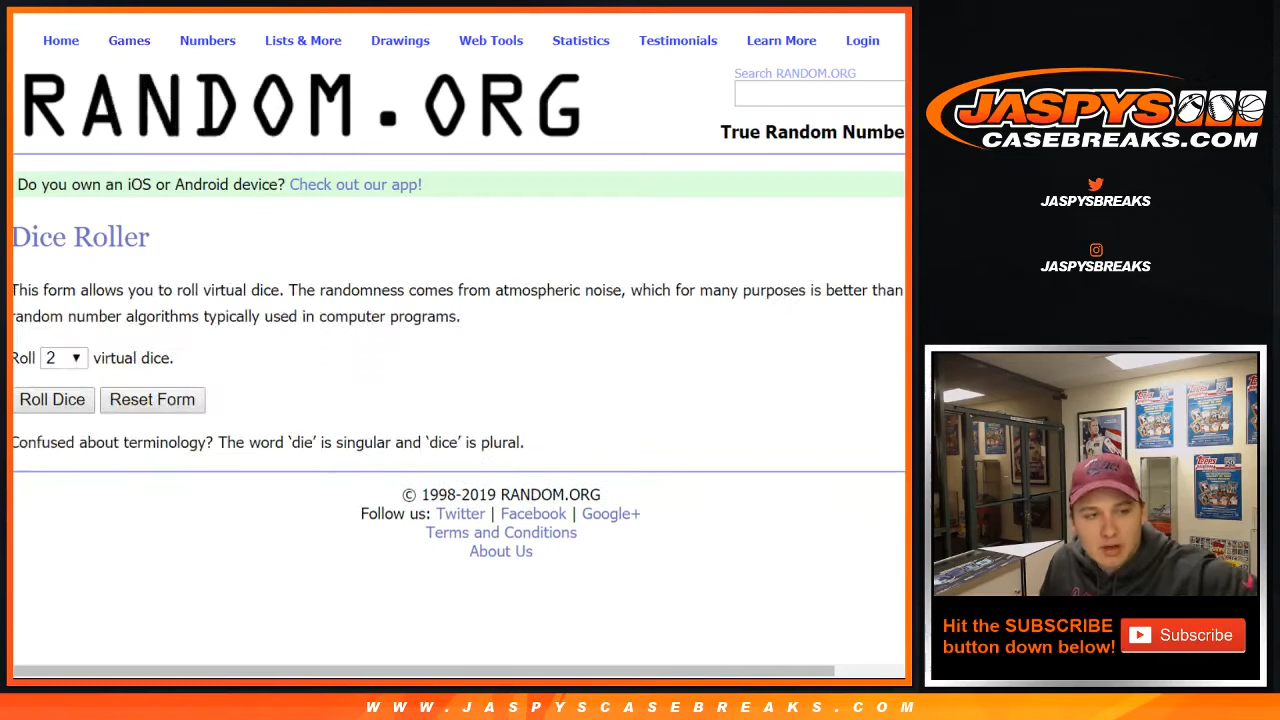 Home Games Numbers Lists & More Drawings Web Tools Statistics Testimonials Learn More Login
RANDOM.ORG
Search RANDOM.ORG
True Random Numbe
Do you own an iOS or Android device? Check out our app!
Dice Roller
This form allows you to roll virtual dice. The randomness comes from atmospheric noise, which for many purposes is better than
random number algorithms typically used in computer programs.
Roll 2 virtual dice.
Roll Dice Reset Form
Confused about terminology? The word ‘die’ is singular and ‘dice’ is plural.
© 1998-2019 RANDOM.ORG
Follow us: Twitter | Facebook | Google+
Terms and Conditions
About Us
JASPYS
CASEBREAKS.COM
JASPYSBREAKS
JASPYSBREAKS
Hit the SUBSCRIBE
button down below!
Subscribe
WWW.JASPYSCASEBREAKS.COM